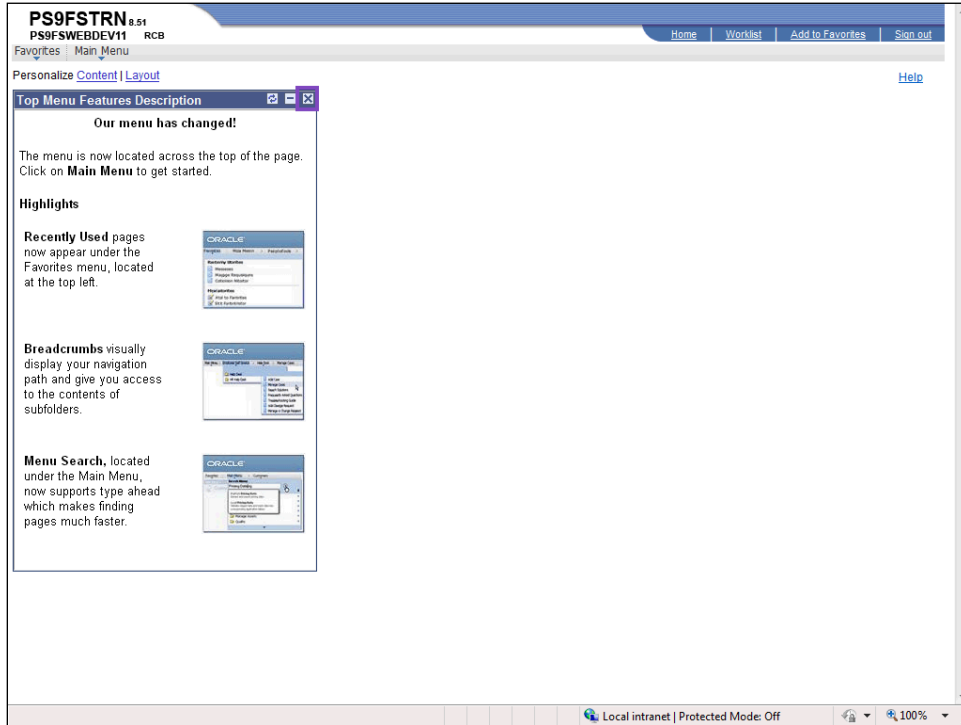 PS9FSTRN 8.51
PS9FSWEBDEV11 RCB
Home Worklist Add to Favorites Sign out
Favorites Main Menu
Personalize Content | Layout
Help
Top Menu Features Description
Our menu has changed!
The menu is now located across the top of the page.
Click on Main Menu to get started.
Highlights
Recently Used pages
now appear under the
Favorites menu, located
at the top left.
ORACLE
Breadcrumbs visually
display your navigation
path and give you access
to the contents of
subfolders.
ORACLE
Menu Search, located
under the Main Menu,
now supports type ahead
which makes finding
pages much faster.
ORACLE
Local intranet | Protected Mode: Off
100%